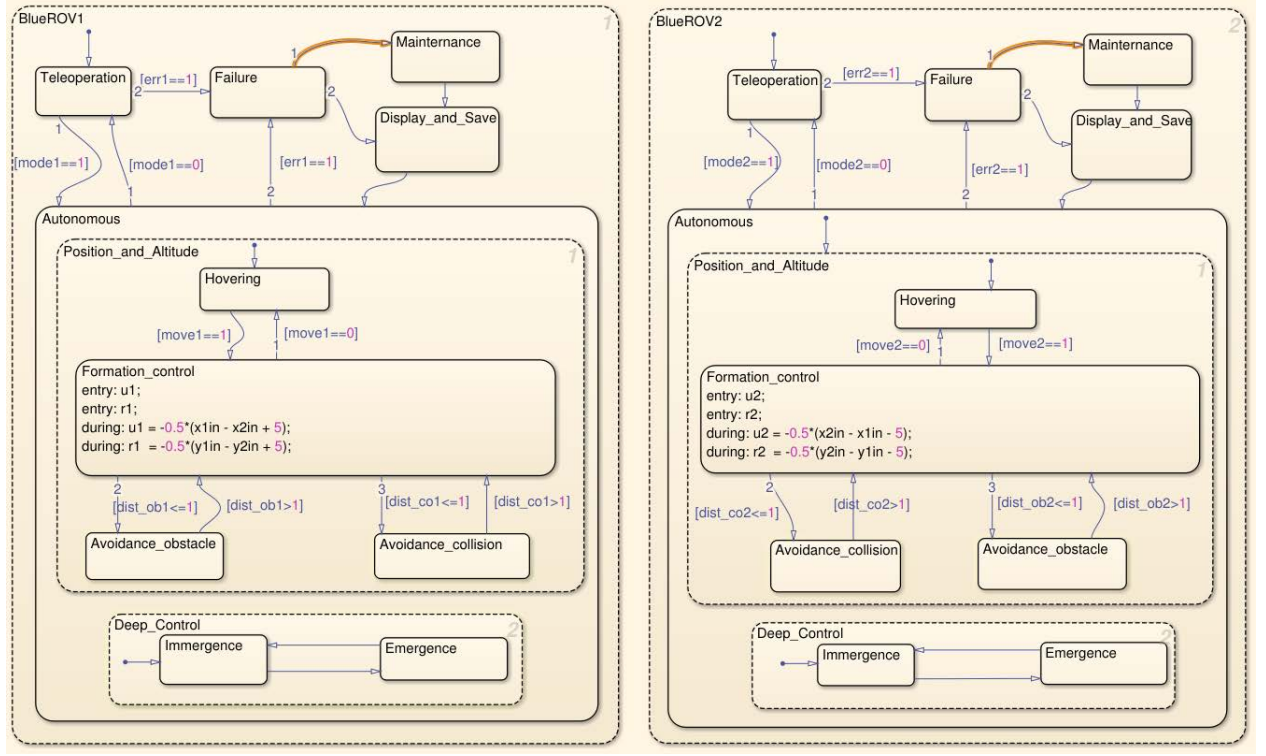 BlueROV1
1
Teleoperation
[err1==1]
2
Failure
1
Mainternance
2
Display_and_Save
1
[mode1==1]
[mode1==0]
1
[err1==1]
2
Autonomous
Position_and_Altitude
1
Hovering
[move1==1]
[move1==0]
1
Formation_control
entry: u1;
entry: r1;
during: u1 = -0.5*(x1in - x2in + 5);
during: r1 = -0.5*(y1in - y2in + 5);
2
[dist_ob1<=1]
[dist_ob1>1]
3
[dist_co1<=1]
[dist_co1>1]
Avoidance_obstacle
Avoidance_collision
Deep_Control
2
Immergence
Emergence
BlueROV2
2
Teleoperation
[err2==1]
2
Failure
1
Mainternance
2
Display_and_Save
1
[mode2==1]
[mode2==0]
1
[err2==1]
2
Autonomous
Position_and_Altitude
1
Hovering
[move2==0]
1
[move2==1]
Formation_control
entry: u2;
entry: r2;
during: u2 = -0.5*(x2in - x1in - 5);
during: r2 = -0.5*(y2in - y1in - 5);
2
[dist_co2<=1]
[dist_co2>1]
3
[dist_ob2<=1]
[dist_ob2>1]
Avoidance_collision
Avoidance_obstacle
Deep_Control
2
Immergence
Emergence